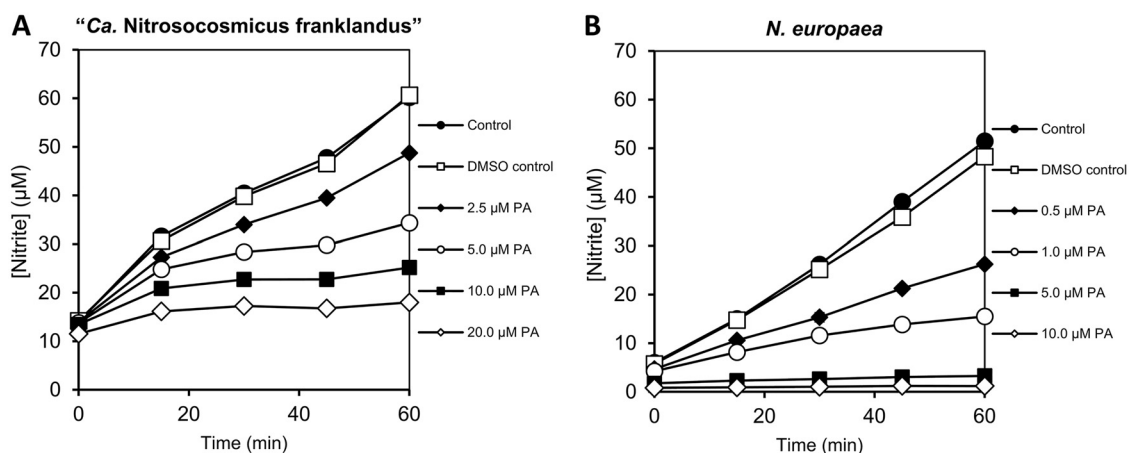 A
"Ca. Nitrosocosmicus franklandus"
[Nitrite] (µM)
70
60
50
40
30
20
10
0
0
20
40
60
Time (min)
Control
DMSO control
2.5 µM PA
5.0 µM PA
10.0 µM PA
20.0 µM PA
B
N. europaea
[Nitrite] (µM)
70
60
50
40
30
20
10
0
0
20
40
60
Time (min)
Control
DMSO control
0.5 µM PA
1.0 µM PA
5.0 µM PA
10.0 µM PA